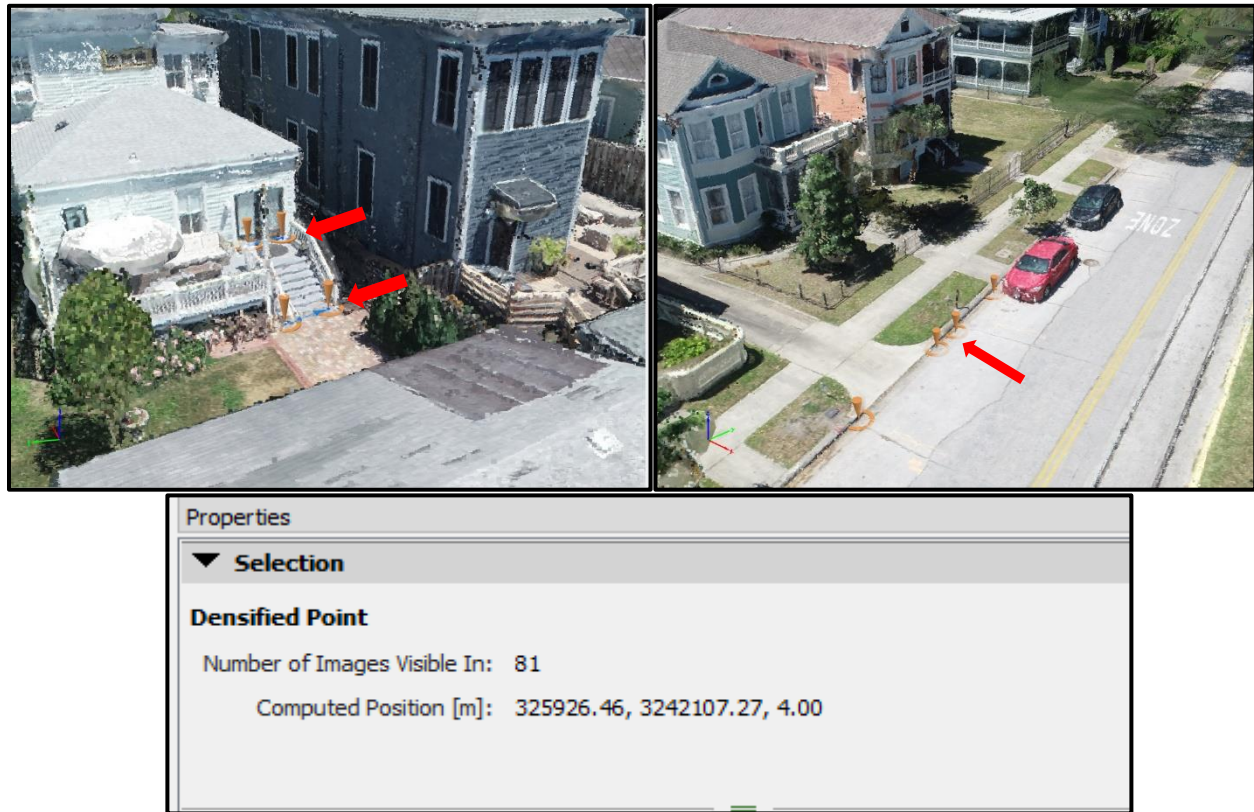 ZONE
Properties
Selection
Densified Point
Number of Images Visible In: 81
Computed Position [m]: 325926.46, 3242107.27, 4.00